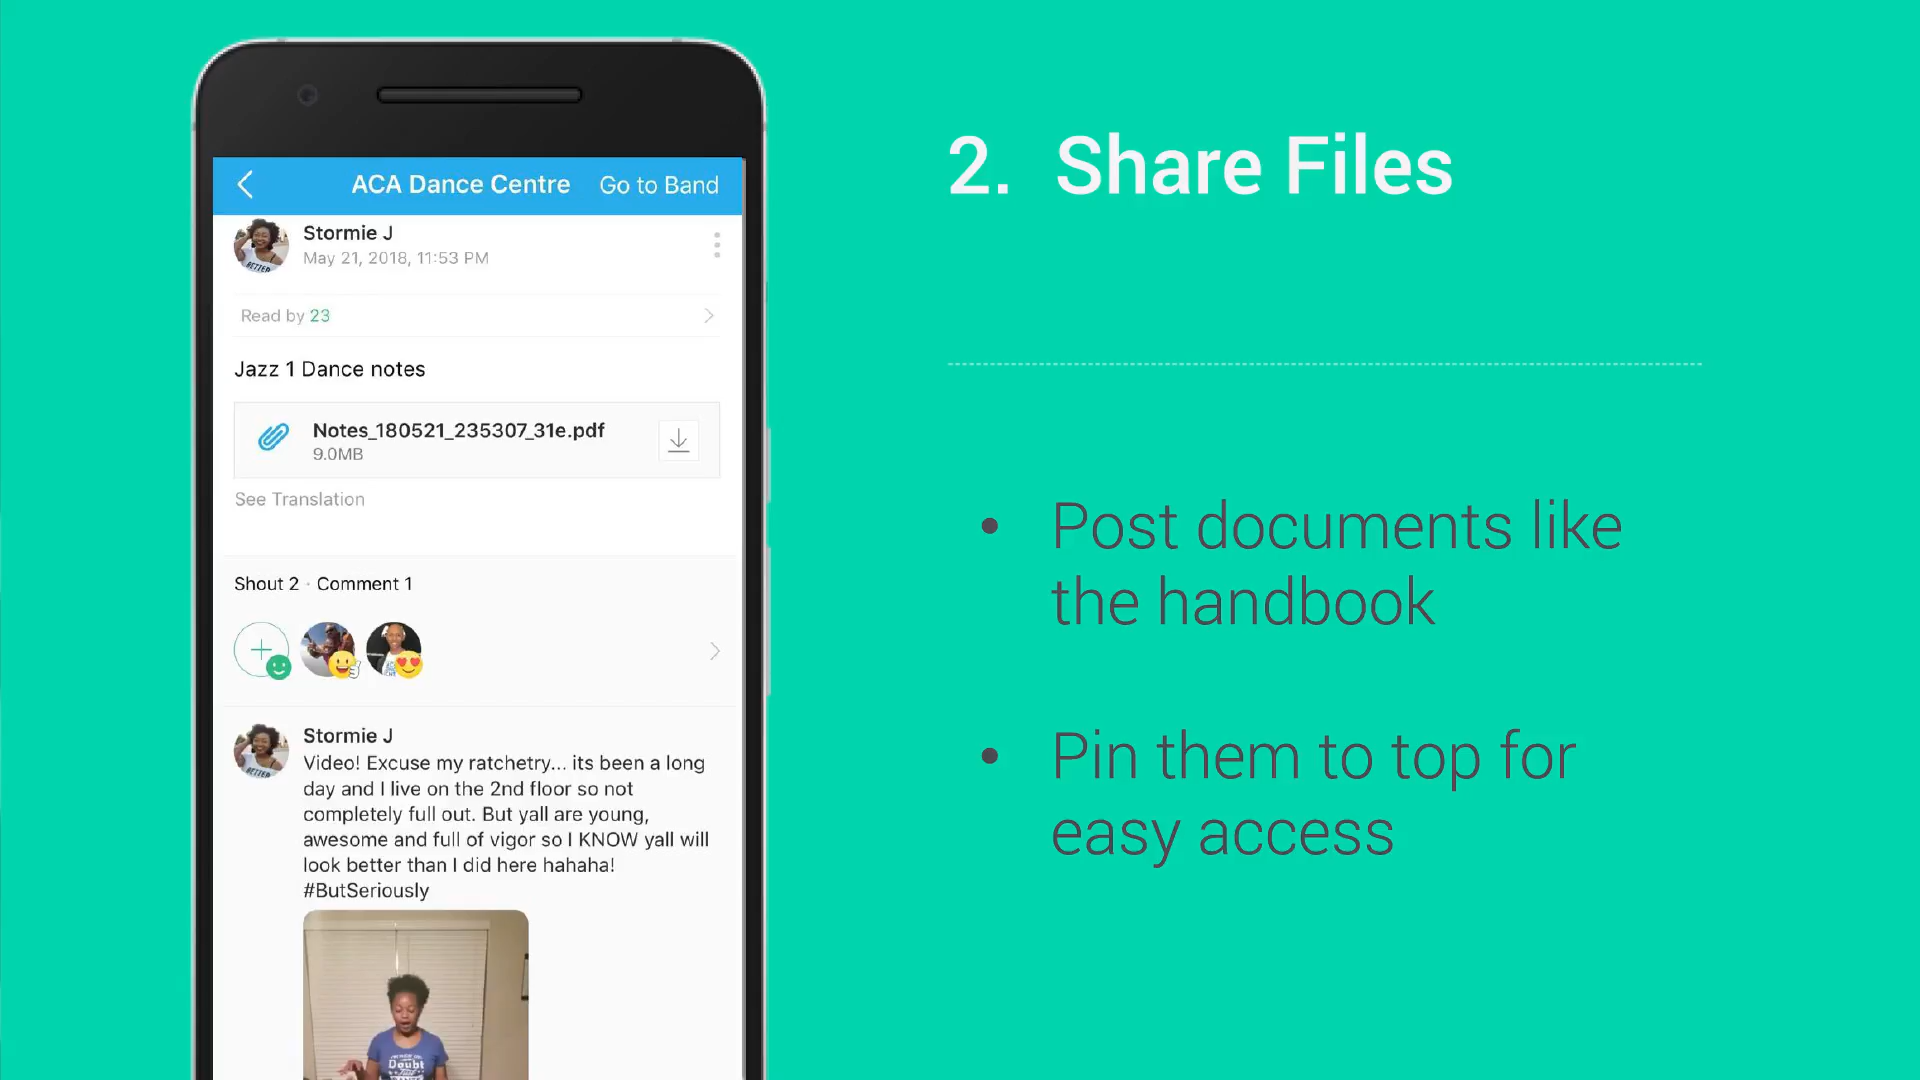 ACA Dance Centre Go to Band
Stormie J
May 21, 2018, 11:53 PM
Read by 23
Jazz 1 Dance notes
Notes_180521_235307_31e.pdf
9.0MB
See Translation
Shout 2 · Comment 1
Stormie J
Video! Excuse my ratchetry... its been a long
day and I live on the 2nd floor so not
completely full out. But yall are young,
awesome and full of vigor so I KNOW yall will
look better than I did here hahaha!
#ButSeriously
Doubt
2. Share Files
• Post documents like
the handbook
• Pin them to top for
easy access